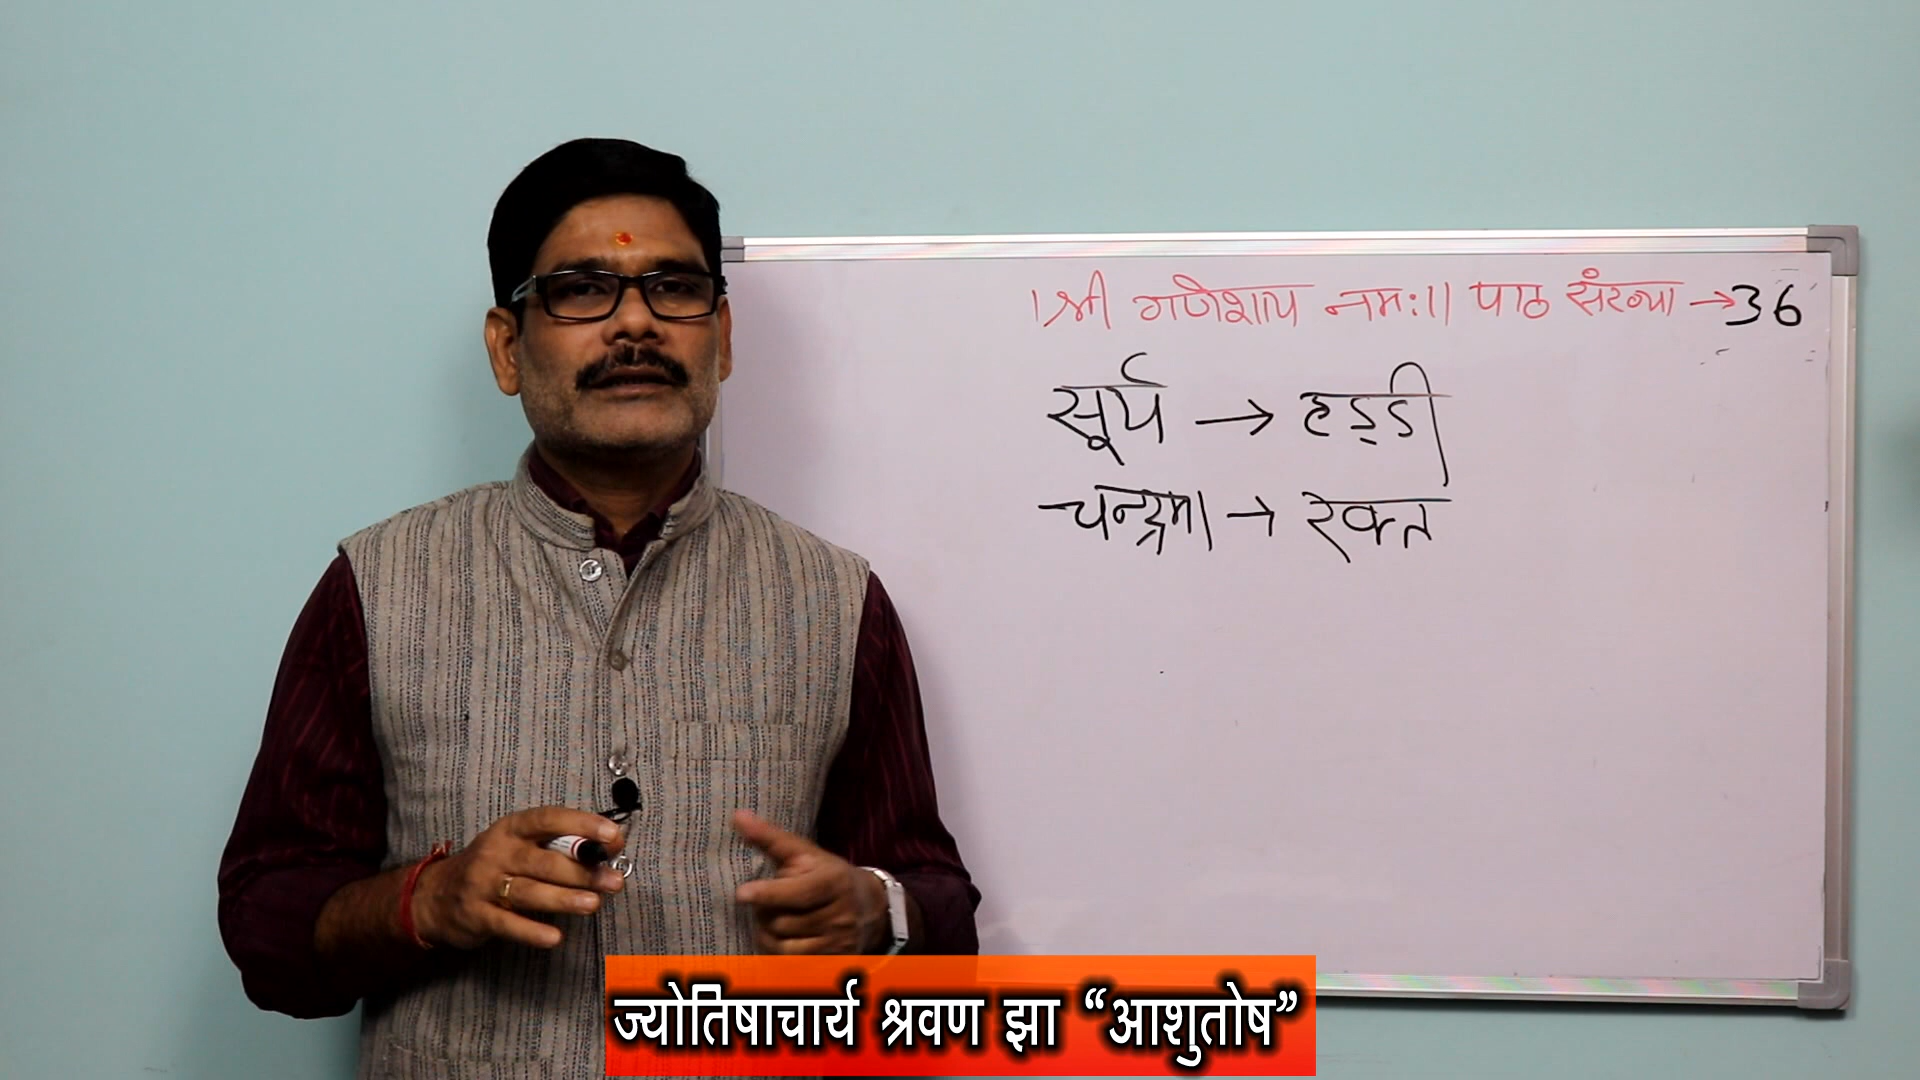 ।श्री गणेशाय नमः॥ पाठ संख्या →36
सूर्य → हड्डी
चन्द्रमा → रक्त
ज्योतिषाचार्य श्रवण झा “आशुतोष”